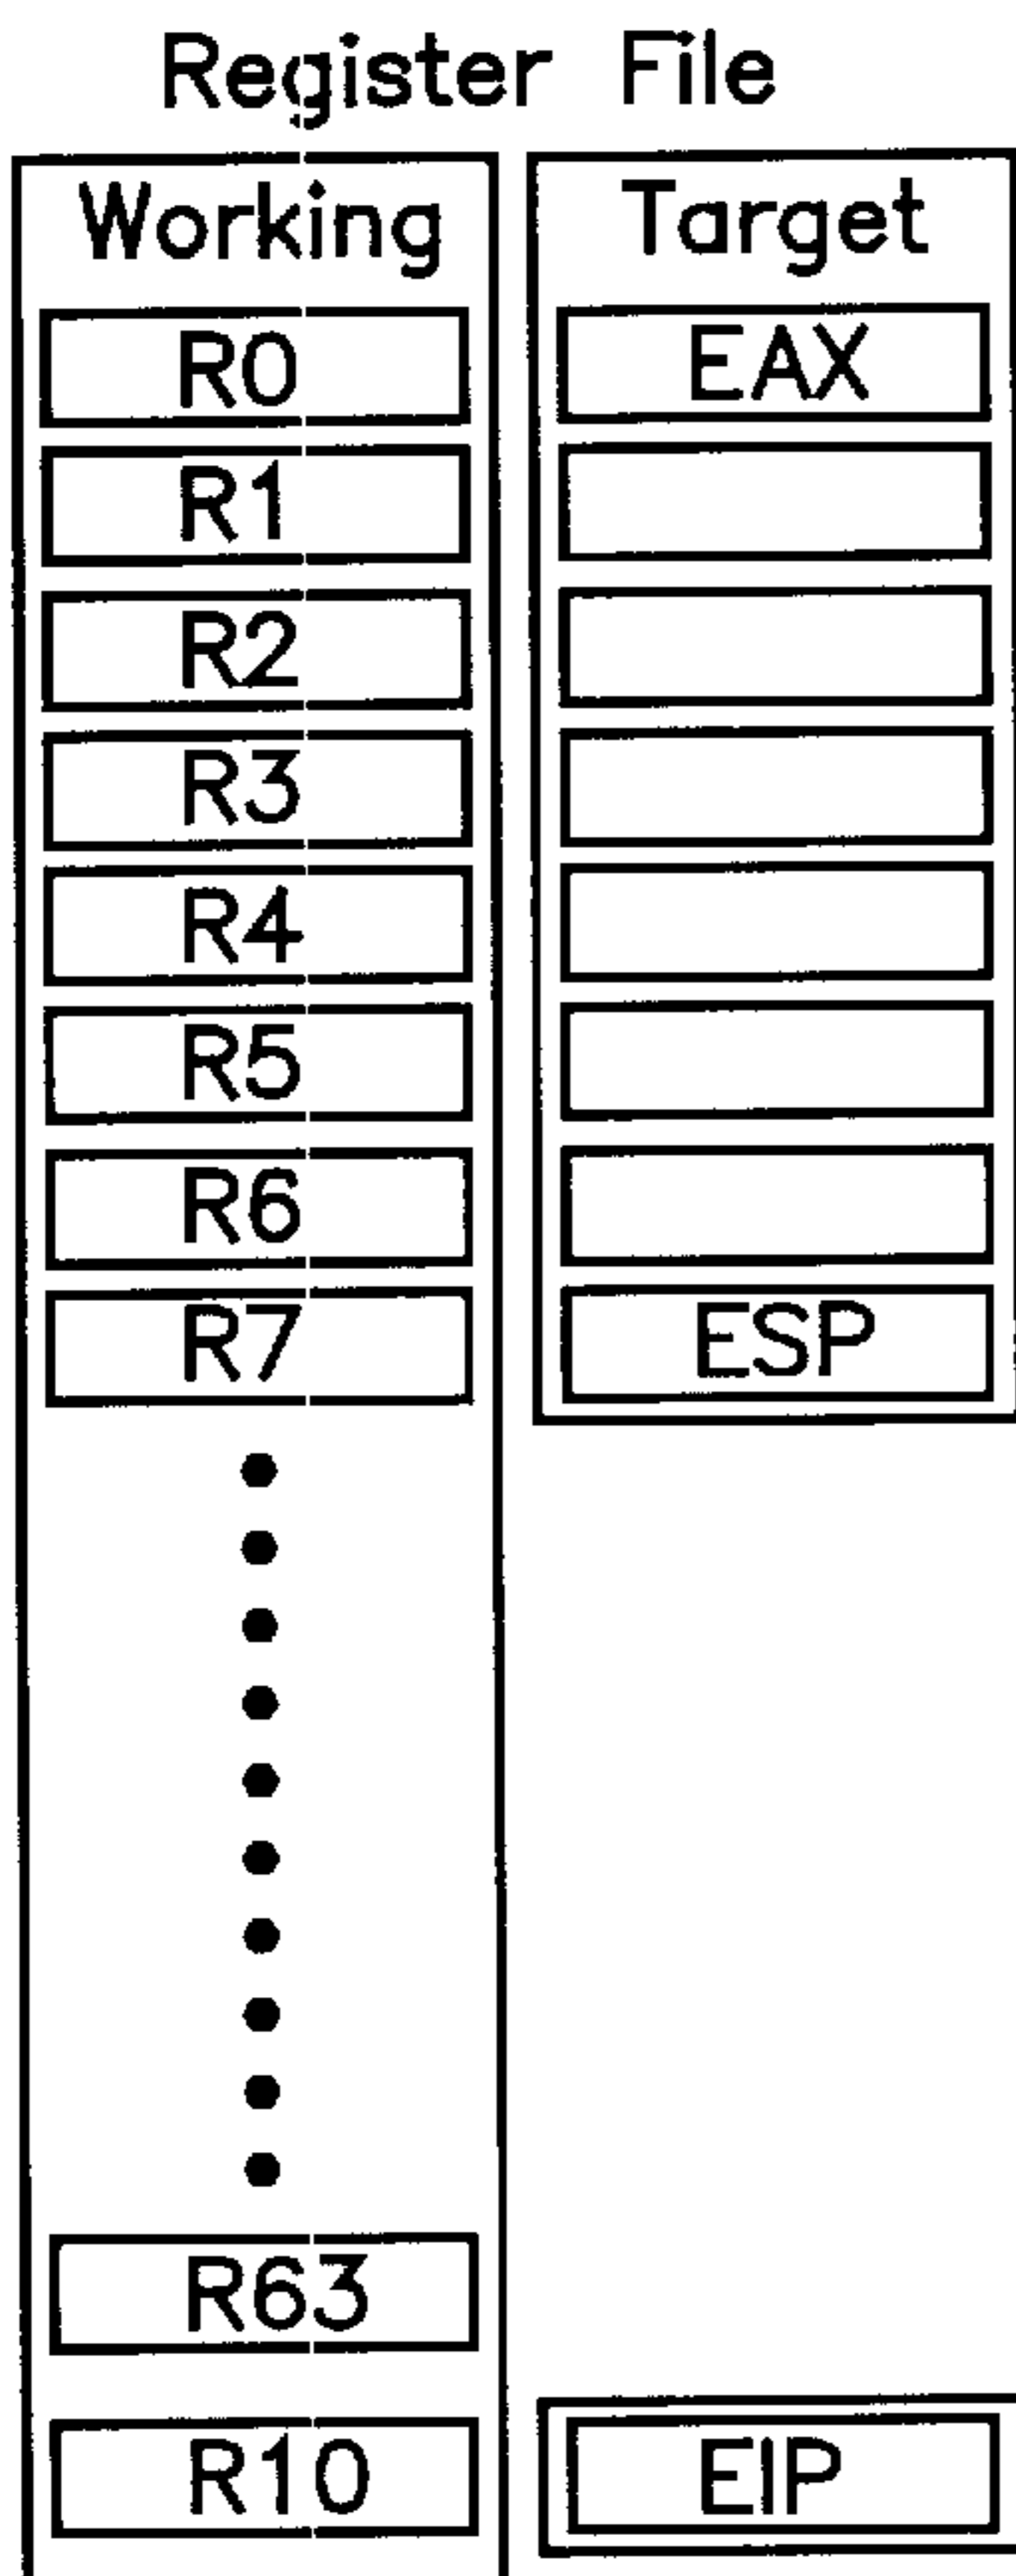 Register File
Working Target
R0 EAX
R1
R2
R3
R4
R5
R6
R7 ESP
R63
R10 EIP